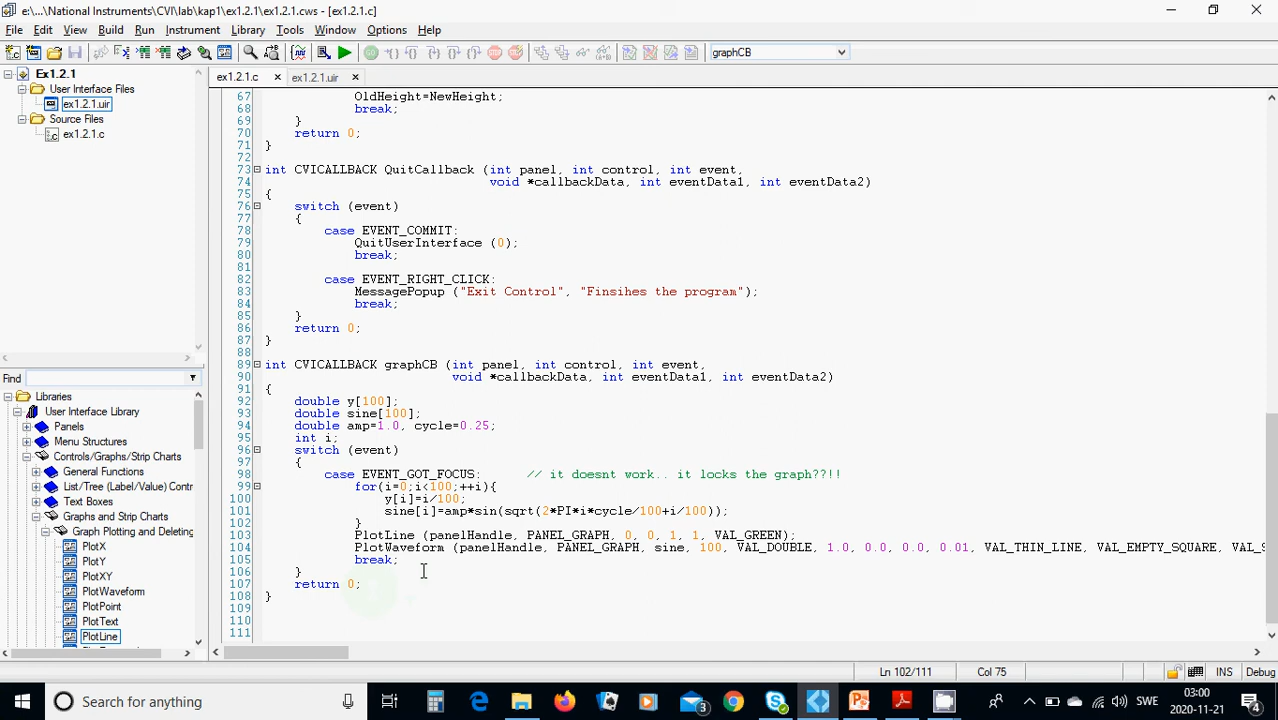 e:\...\National Instruments\CVI\lab\kap1\ex1.2.1\ex1.2.1.cws - [ex1.2.1.c]
File Edit View Build Run Instrument Library Tools Window Options Help
graphCB
Ex1.2.1
User Interface Files
ex1.2.1.uir
Source Files
ex1.2.1.c
Find
Libraries
User Interface Library
Panels
Menu Structures
Controls/Graphs/Strip Charts
General Functions
List/Tree (Label/Value) Contr
Text Boxes
Graphs and Strip Charts
Graph Plotting and Deleting
PlotX
PlotY
PlotXY
PlotWaveform
PlotPoint
PlotText
PlotLine
ex1.2.1.c ex1.2.1.uir
67 OldHeight=NewHeight;
68 break;
69 }
70 return 0;
71 }
72
73 int CVICALLBACK QuitCallback (int panel, int control, int event,
74 void *callbackData, int eventData1, int eventData2)
75 {
76 switch (event)
77 {
78 case EVENT_COMMIT:
79 QuitUserInterface (0);
80 break;
81
82 case EVENT_RIGHT_CLICK:
83 MessagePopup ("Exit Control", "Finsihes the program");
84 break;
85 }
86 return 0;
87 }
88
89 int CVICALLBACK graphCB (int panel, int control, int event,
90 void *callbackData, int eventData1, int eventData2)
91 {
92 double y[100];
93 double sine[100];
94 double amp=1.0, cycle=0.25;
95 int i;
96 switch (event)
97 {
98 case EVENT_GOT_FOCUS: // it doesnt work.. it locks the graph??!!
99 for(i=0;i<100;++i){
100 y[i]=i/100;
101 sine[i]=amp*sin(sqrt(2*PI*i*cycle/100+i/100));
102 }
103 PlotLine (panelHandle, PANEL_GRAPH, 0, 0, 1, 1, VAL_GREEN);
104 PlotWaveform (panelHandle, PANEL_GRAPH, sine, 100, VAL_DOUBLE, 1.0, 0.0, 0.0, 0.01, VAL_THIN_LINE, VAL_EMPTY_SQUARE, VAL_S
105 break;
106 }
107 return 0;
108 }
109
110
111
Ln 102/111 Col 75 INS Debug
Search for anything
3
SWE
03:00
2020-11-21
4